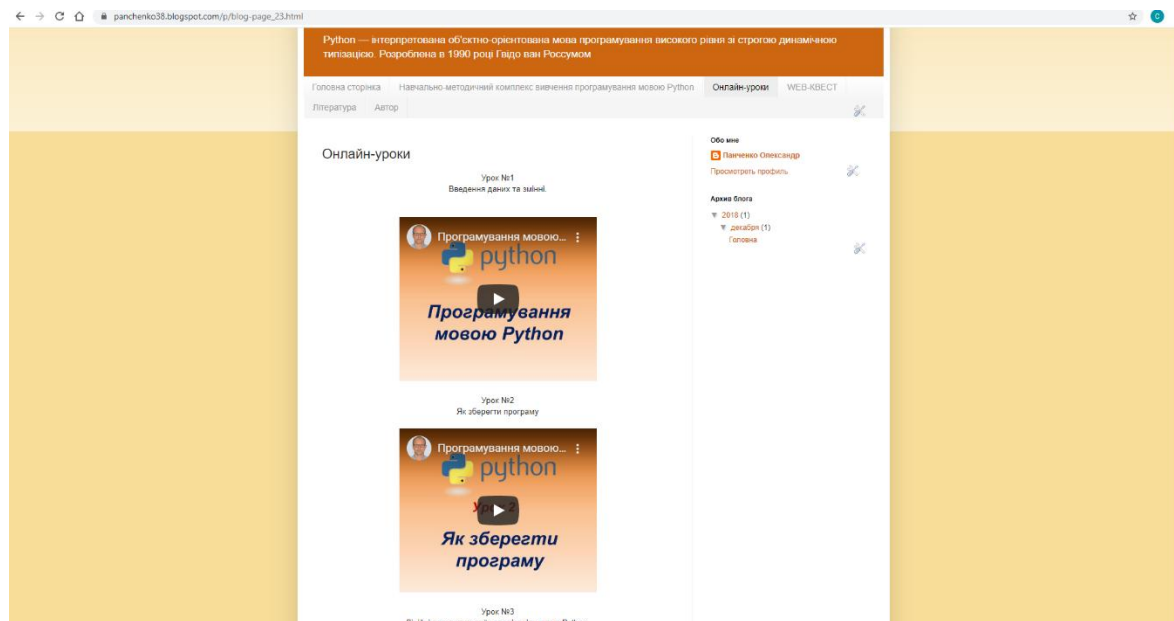 panchenko38.blogspot.com/p/blog-page_23.html
Python — інтерпретована об'єктно-орієнтована мова програмування високого рівня зі строгою динамічною
типізацією. Розроблена в 1990 році Гвідо ван Россумом
Головна сторінка Навчально-методичний комплекс вивчення програмування мовою Python Онлайн-уроки WEB-КВЕСТ
Література Автор
Онлайн-уроки
Урок №1
Введення даних та змінні.
Програмування мовою...
python
Програмування
мовою Python
Урок №2
Як зберегти програму
Програмування мовою...
python
Урок 2
Як зберегти
програму
Урок №3
Обо мне
Панченко Олександр
Просмотреть профиль
Архив блога
▼ 2018 (1)
▼ декабря (1)
Головна